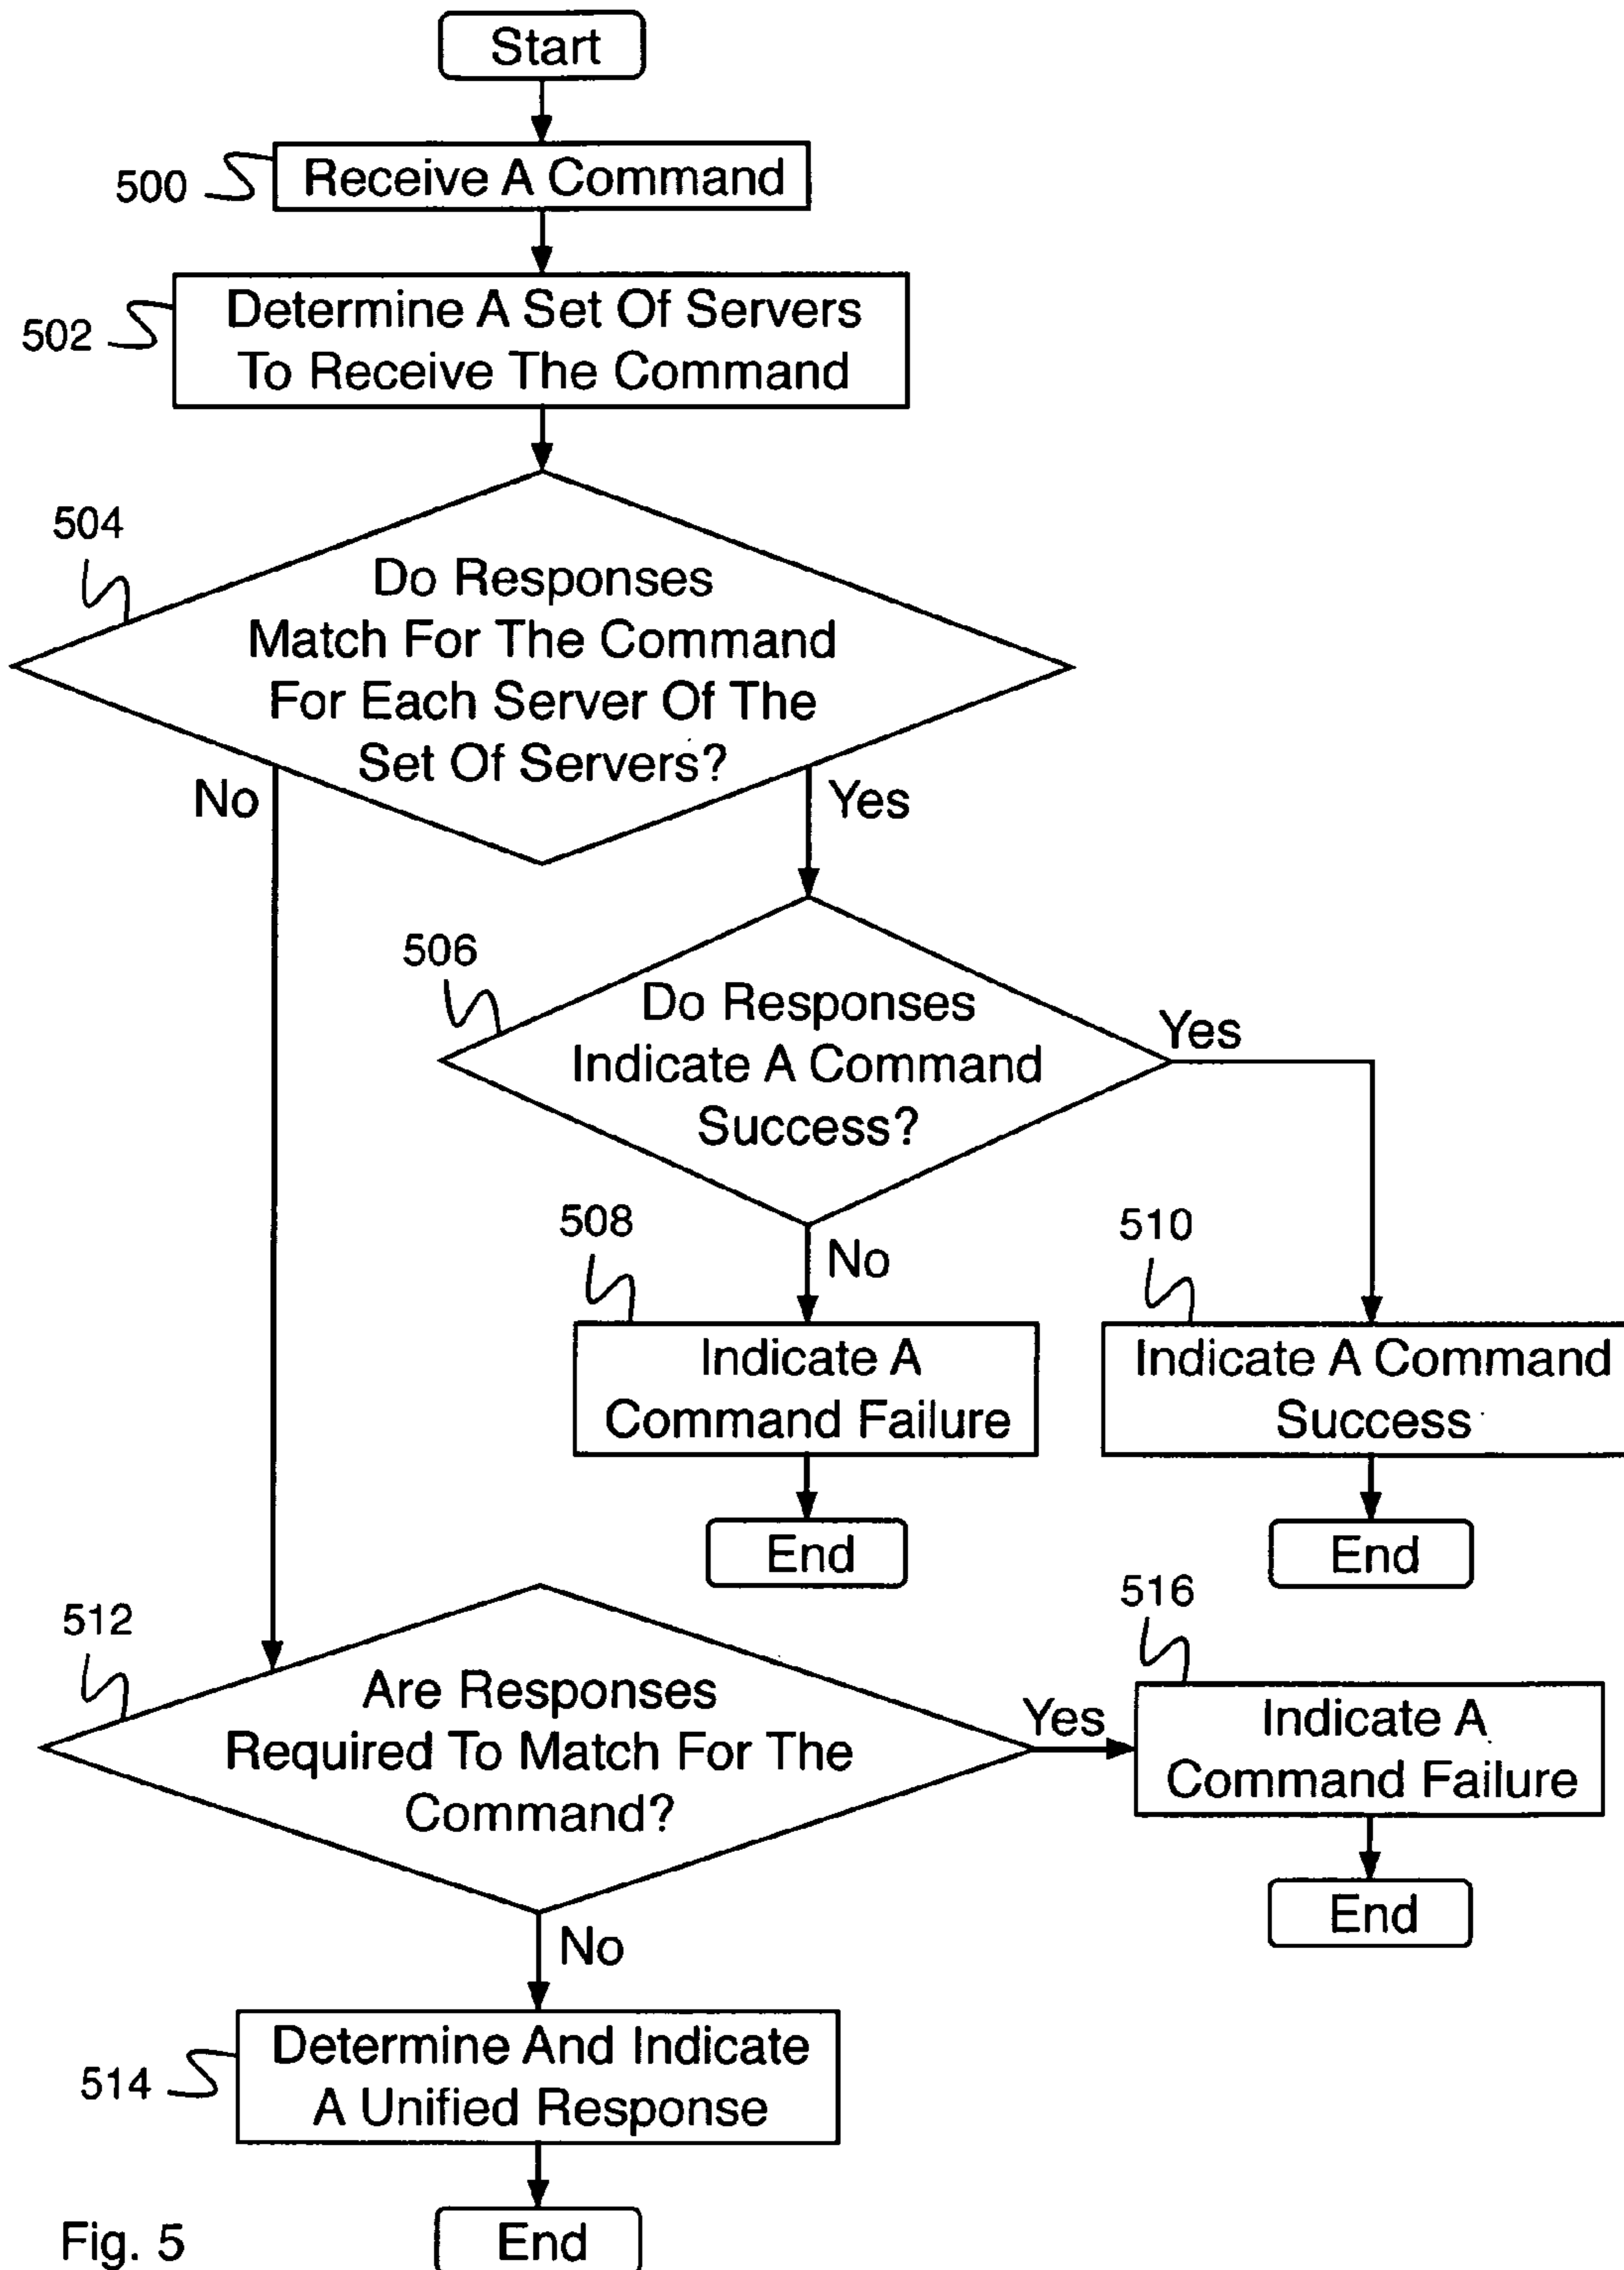 Start
500
Receive A Command
502
Determine A Set Of Servers
To Receive The Command
504
Do Responses
Match For The Command
For Each Server Of The
Set Of Servers?
No
Yes
506
Do Responses
Indicate A Command
Success?
Yes
No
508
Indicate A
Command Failure
510
Indicate A Command
Success
End
End
512
Are Responses
Required To Match For The
Command?
Yes
516
Indicate A
Command Failure
End
No
514
Determine And Indicate
A Unified Response
End
Fig. 5